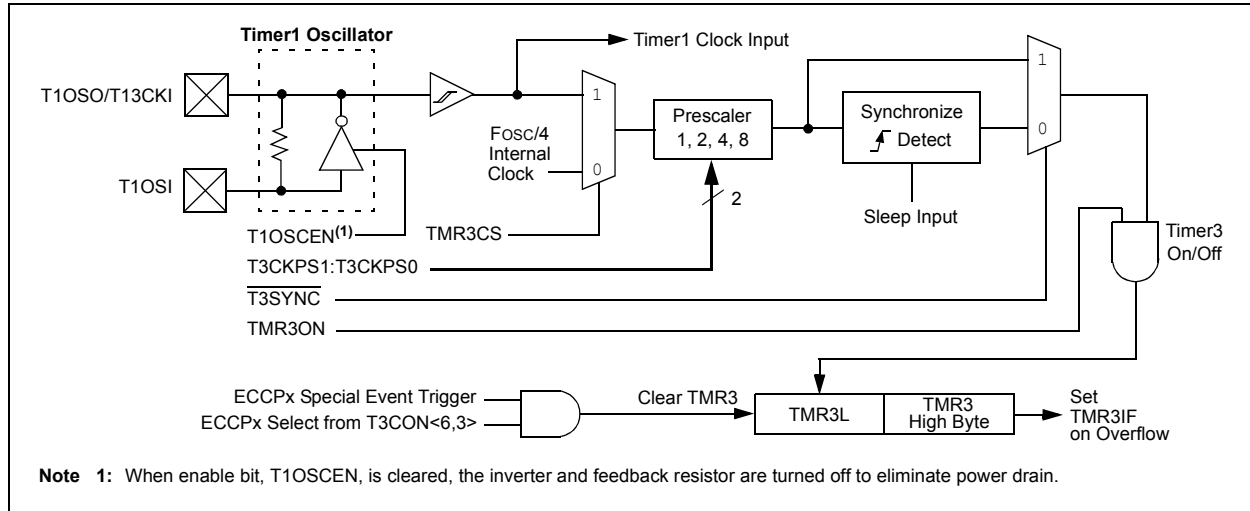 Timer1 Oscillator
Timer1 Clock Input
T1OSO/T13CKI
T1OSI
1
0
FOSC/4
Internal
Clock
Prescaler
1, 2, 4, 8
2
Synchronize
Detect
Sleep Input
1
0
T1OSCEN(1)
TMR3CS
T3CKPS1:T3CKPS0
T3SYNC
TMR3ON
Timer3
On/Off
ECCPx Special Event Trigger
ECCPx Select from T3CON<6,3>
Clear TMR3
TMR3L
TMR3
High Byte
Set
TMR3IF
on Overflow
Note 1: When enable bit, T1OSCEN, is cleared, the inverter and feedback resistor are turned off to eliminate power drain.